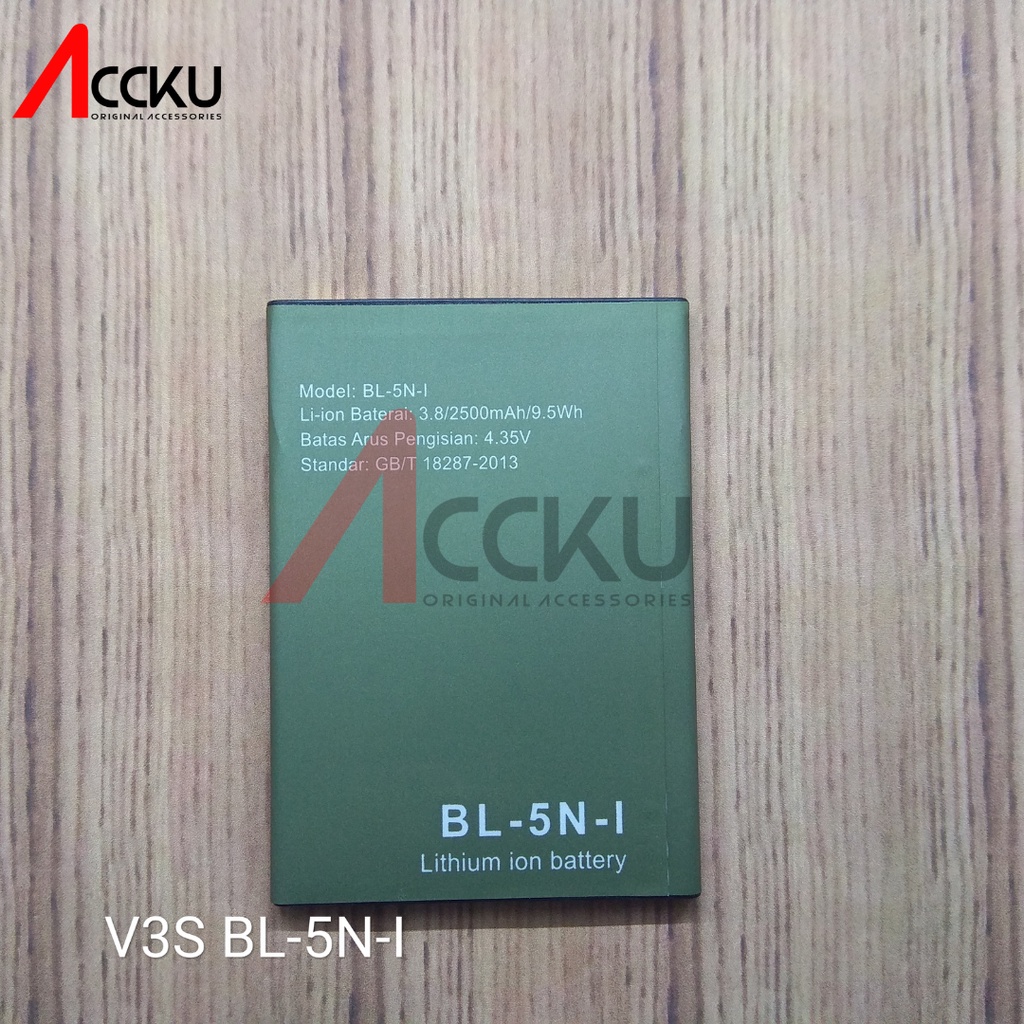 ACCKU
ORIGINAL ACCESSORIES
Model: BL-5N-I
Li-ion Baterai: 3.8/2500mAh/9.5Wh
Batas Arus Pengisian: 4.35V
Standar: GB/T 18287-2013
ACCKU
ORIGINAL ACCESSORIES
BL-5N-I
Lithium ion battery
V3S BL-5N-I